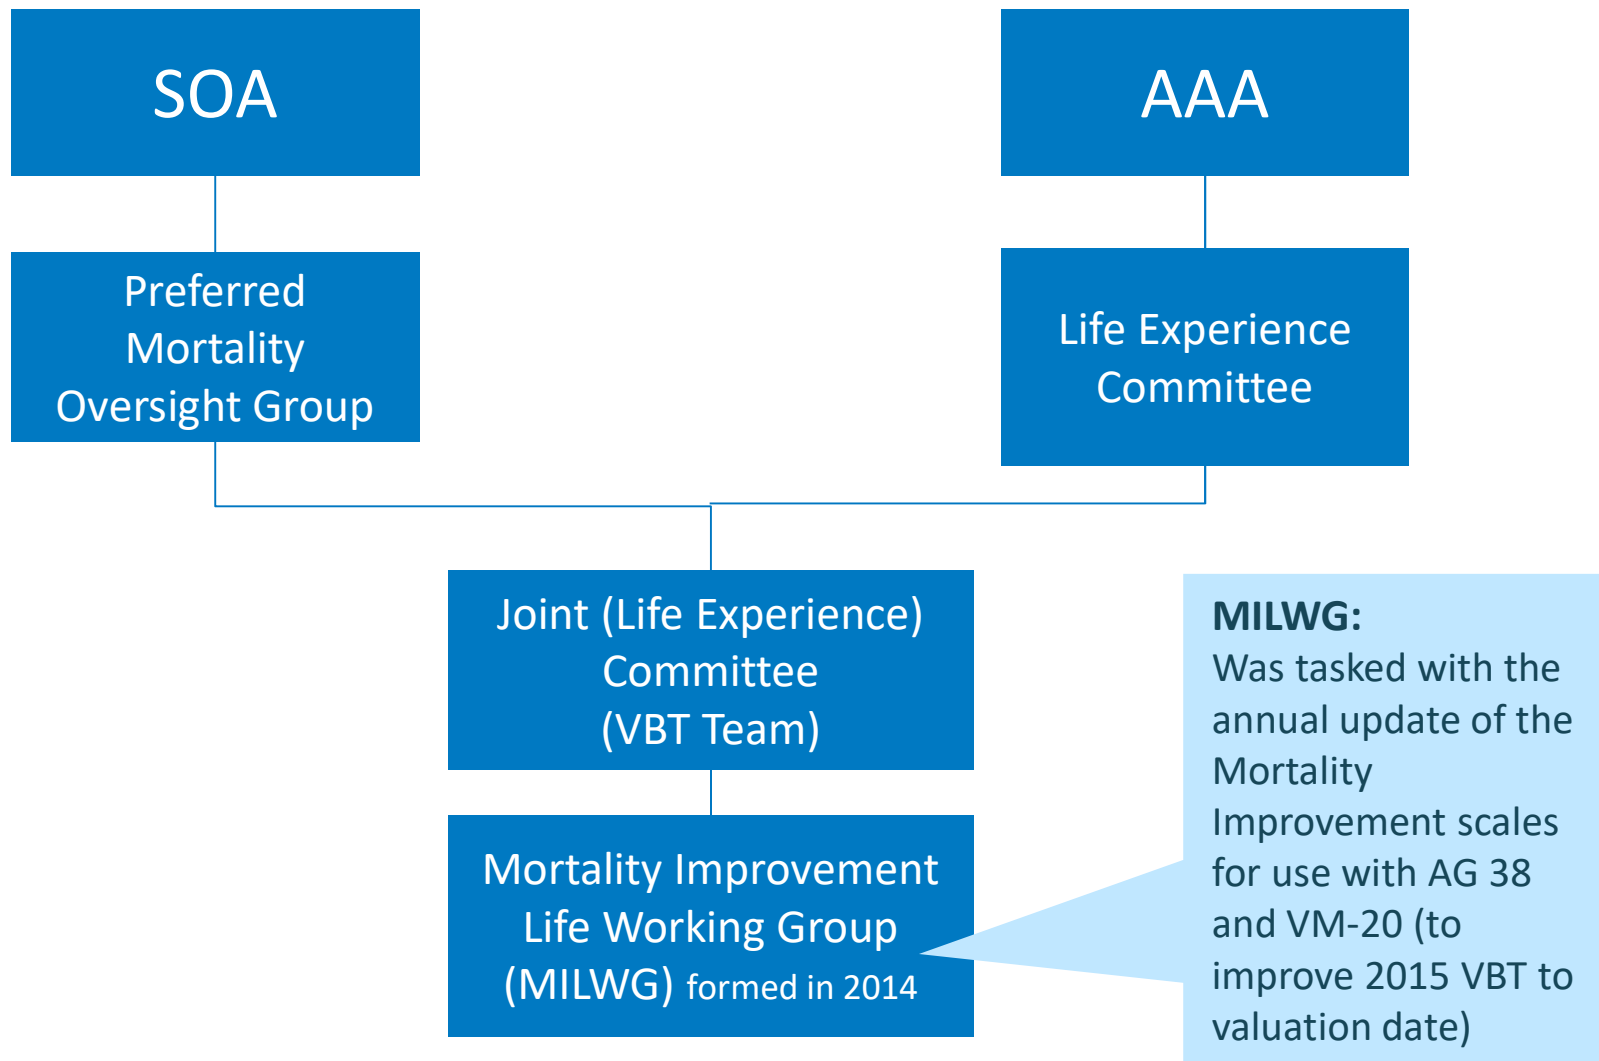 SOA
AAA
Preferred
Mortality
Oversight Group
Life Experience
Committee
Joint (Life Experience)
Committee
(VBT Team)
Mortality Improvement
Life Working Group
(MILWG) formed in 2014
MILWG:
Was tasked with the
annual update of the
Mortality
Improvement scales
for use with AG 38
and VM-20 (to
improve 2015 VBT to
valuation date)